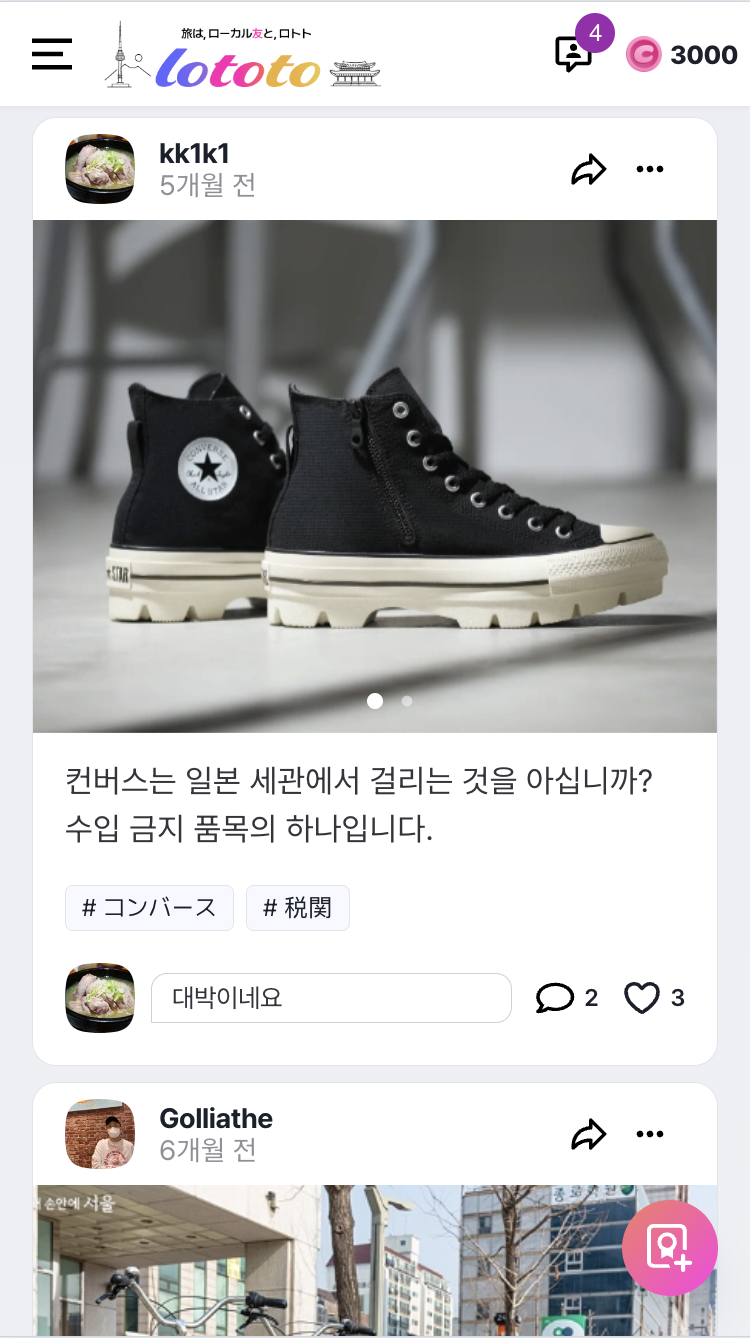 旅は, ローカル友と, ロトト
lototo
4
3000
kk1k1
5개월 전
CONVERSE
ALL STAR
STAR
컨버스는 일본 세관에서 걸리는 것을 아십니까?
수입 금지 품목의 하나입니다.
# コンバース # 税関
대박이네요
2
3
Golliathe
6개월 전
손안에 서울